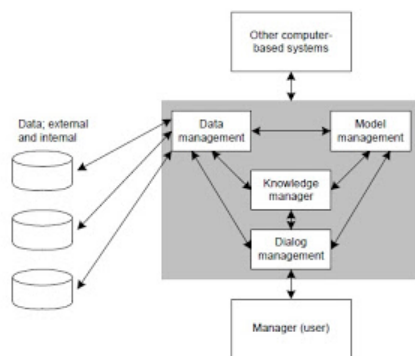 Other computer-
based systems
Data; external
and internal
Data
management
Model
management
Knowledge
manager
Dialog
management
Manager (user)